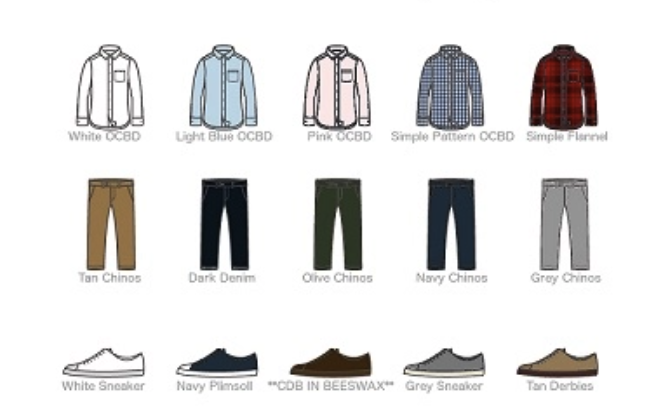 White OCBD
Light Blue OCBD
Pink OCBD
Simple Pattern OCBD
Simple Flannel
Tan Chinos
Dark Denim
Olive Chinos
Navy Chinos
Grey Chinos
White Sneaker
Navy Plimsoll
**CDB IN BEESWAX**
Grey Sneaker
Tan Derbies